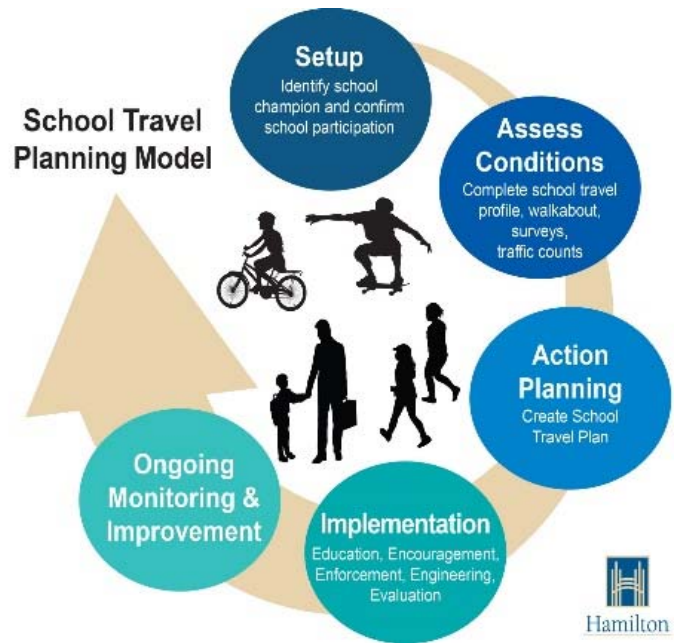 School Travel
Planning Model
Setup
Identify school
champion and confirm
school participation
Assess
Conditions
Complete school travel
profile, walkabout,
surveys,
traffic counts
Action
Planning
Create School
Travel Plan
Implementation
Education, Encouragement,
Enforcement, Engineering,
Evaluation
Ongoing
Monitoring &
Improvement
Hamilton